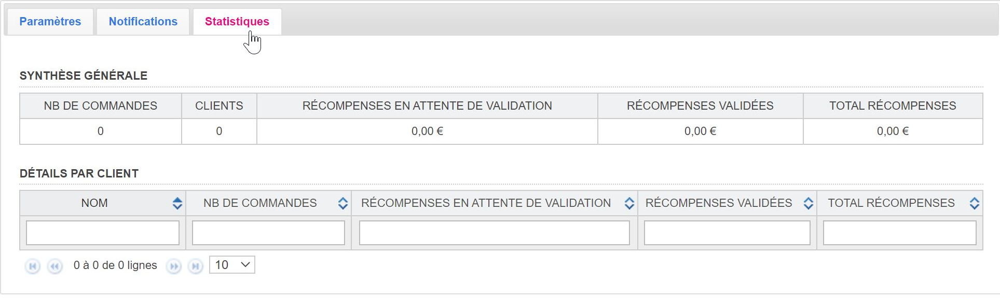 Paramètres Notifications Statistiques
SYNTHÈSE GÉNÉRALE
NB DE COMMANDES CLIENTS RÉCOMPENSES EN ATTENTE DE VALIDATION RÉCOMPENSES VALIDÉES TOTAL RÉCOMPENSES
0 0 0,00 € 0,00 € 0,00 €
DÉTAILS PAR CLIENT
NOM NB DE COMMANDES RÉCOMPENSES EN ATTENTE DE VALIDATION RÉCOMPENSES VALIDÉES TOTAL RÉCOMPENSES
0 à 0 de 0 lignes 10